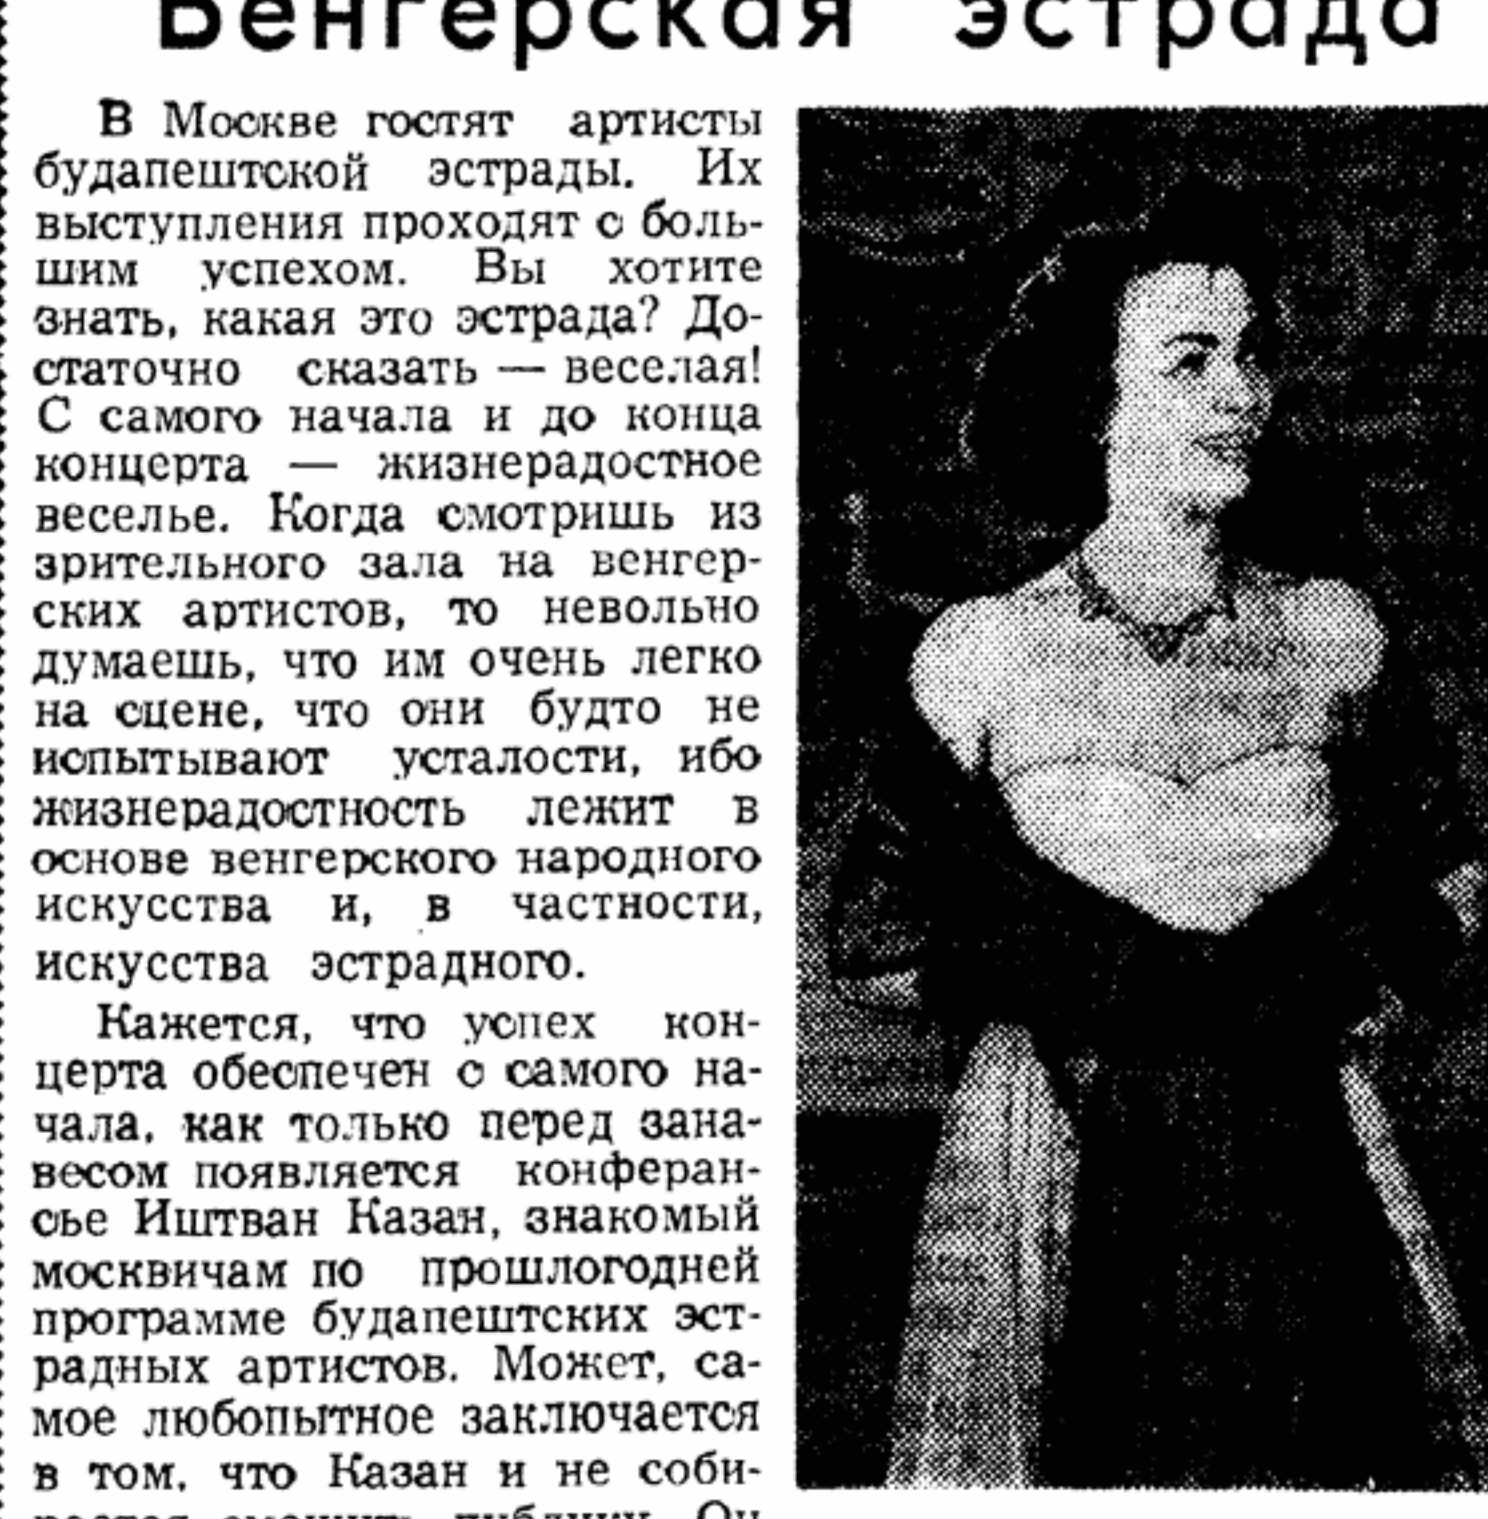 Венгерская эстрада
В Москве гостят артисты
будапештской эстрады. Их
выступления проходят с боль-
шим успехом. Вы хотите
знать, какая это эстрада? До-
статочно сказать — веселая!
С самого начала и до конца
концерта — жизнерадостное
веселье. Когда смотришь из
зрительного зала на венгер-
ских артистов, то невольно
думаешь, что им очень легко
на сцене, что они будто не
испытывают усталости, ибо
жизнерадостность лежит в
основе венгерского народного
искусства и, в частности,
искусства эстрадного.
Кажется, что успех кон-
церта обеспечен с самого на-
чала, как только перед зана-
весом появляется конферан-
сье Иштван Казан, знакомый
москвичам по прошлогодней
программе будапештских эст-
радных артистов. Может, са-
мое любопытное заключается
в том, что Казан и не соби-